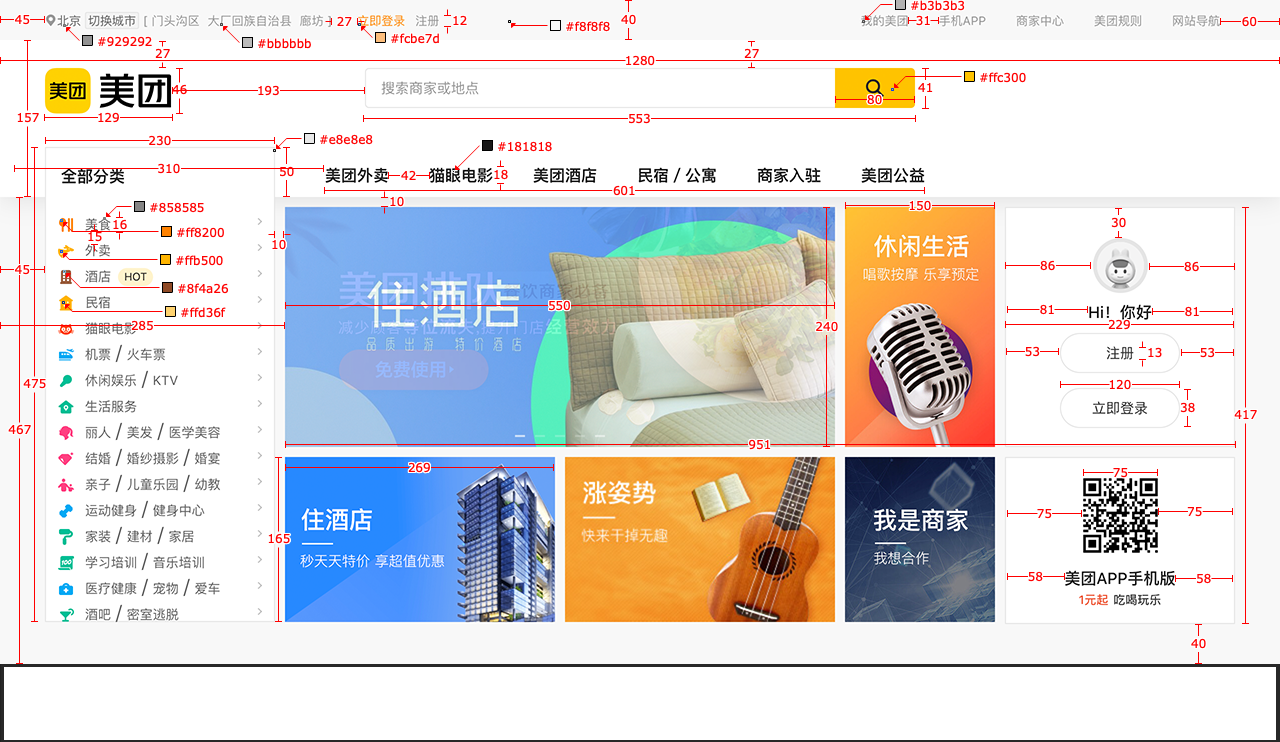 45 北京 切换城市 [ 门头沟区 大厂回族自治县 廊坊 ] 27 立即登录 注册 12 40 我的美团 31 手机APP 商家中心 美团规则 网站导航 60
#929292 #bbbbbb #fcbe7d #f8f8f8 #b3b3b3
27 1280 27
美团 美团 46 193 搜索商家或地点 80 41 #ffc300
157 129 553
230 #e8e8e8 #181818
310 50
全部分类 美团外卖 42 猫眼电影 18 美团酒店 民宿 / 公寓 商家入驻 美团公益
601
10
#858585
美食 16
15 #ff8200
外卖 10
#ffb500
45
酒店 HOT
#8f4a26
民宿
#ffd36f
猫眼电影
285
机票 / 火车票
休闲娱乐 / KTV
475
生活服务
467
丽人 / 美发 / 医学美容
结婚 / 婚纱摄影 / 婚宴
亲子 / 儿童乐园 / 幼教
运动健身 / 健身中心
家装 / 建材 / 家居
学习培训 / 音乐培训
医疗健康 / 宠物 / 爱车
酒吧 / 密室逃脱
美团排队
住酒店
550
240
品质出游 特价酒店
免费使用
951
150
休闲生活
唱歌按摩 乐享预定
30
86 86
81 Hi！你好 81
229
53 注册 13 53
120
立即登录 38
417
269
住酒店
秒天天特价 享超值优惠
165
涨姿势
快来干掉无趣
我是商家
我想合作
75
75 75
58 美团APP手机版 58
1元起 吃喝玩乐
40